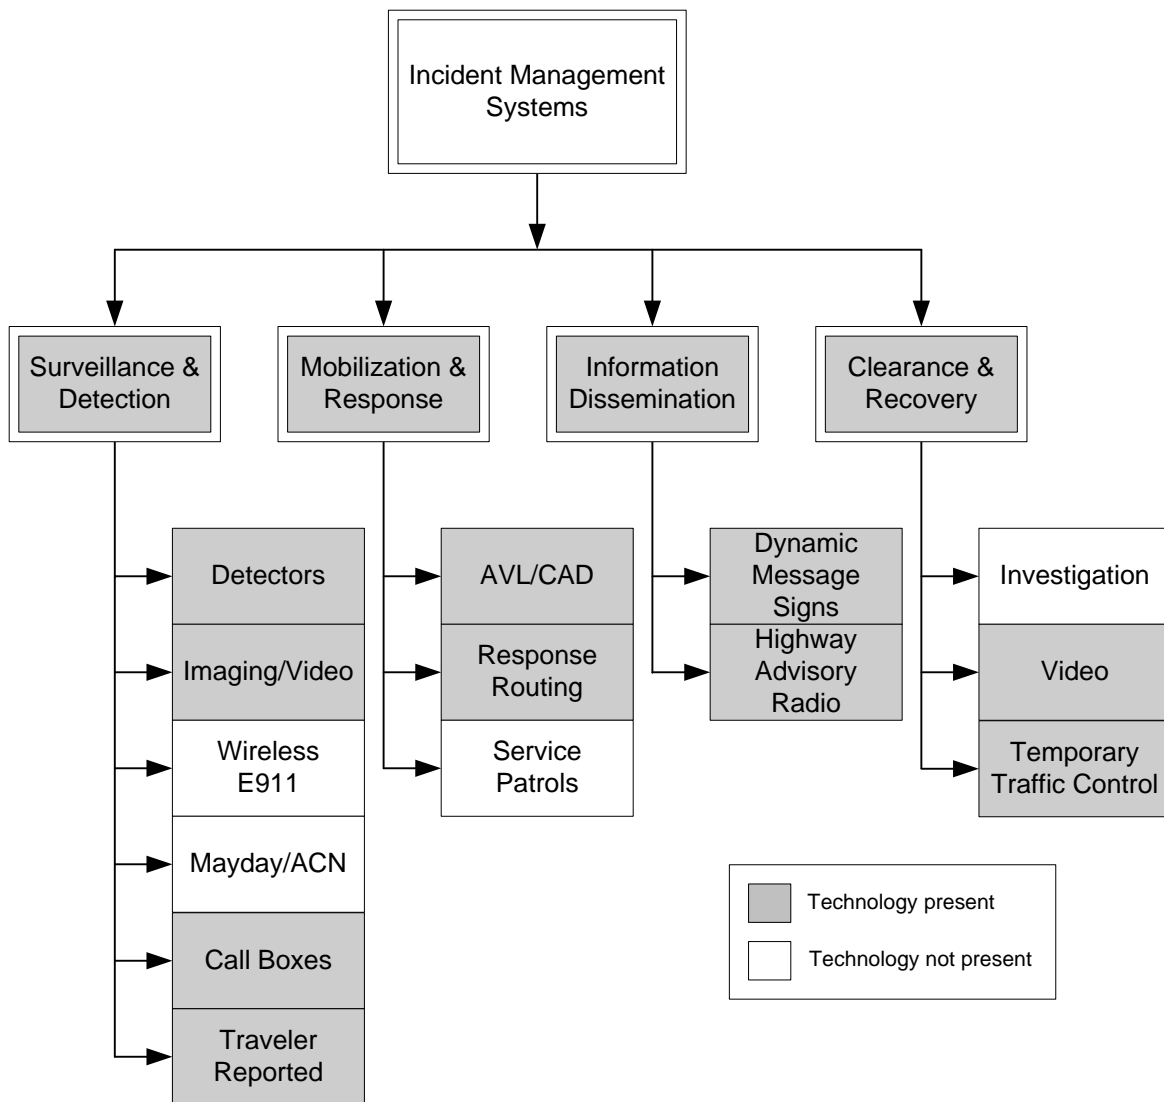 Incident Management
Systems
Surveillance &
Detection
Mobilization &
Response
Information
Dissemination
Clearance &
Recovery
Detectors
Imaging/Video
Wireless
E911
Mayday/ACN
Call Boxes
Traveler
Reported
AVL/CAD
Response
Routing
Service
Patrols
Dynamic
Message
Signs
Highway
Advisory
Radio
Investigation
Video
Temporary
Traffic Control
Technology present
Technology not present